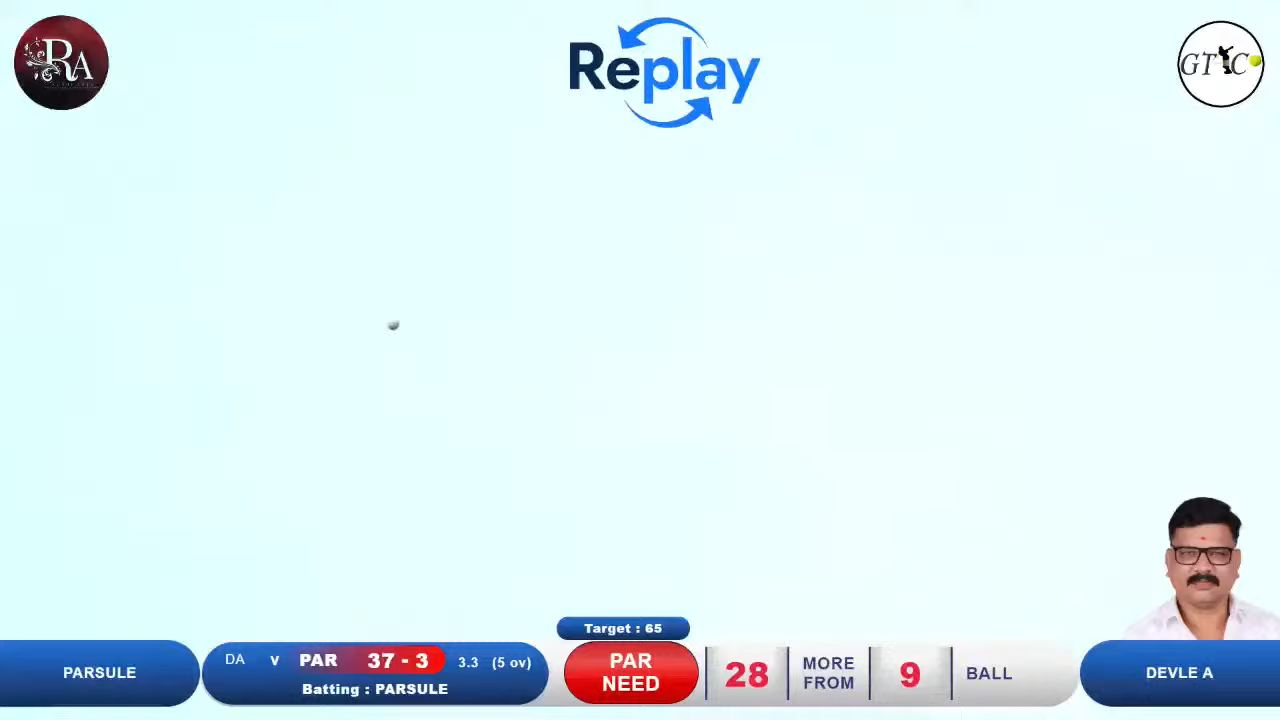 RA
Replay
GTCC
Target : 65
PARSULE
DA v PAR 37 - 3 3.3 (5 ov)
Batting : PARSULE
PAR
NEED
28
MORE
FROM
9
BALL
DEVLE A